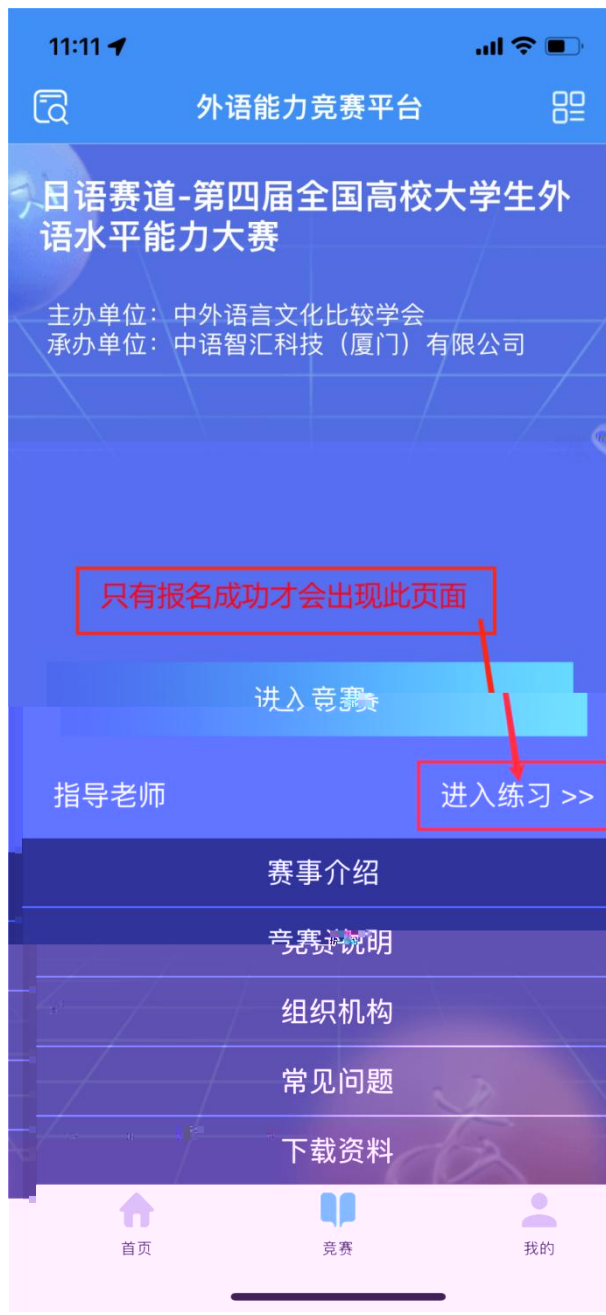 11:11
外语能力竞赛平台
日语赛道-第四届全国高校大学生外
语水平能力大赛
主办单位：中外语言文化比较学会
承办单位：中语智汇科技（厦门）有限公司
只有报名成功才会出现此页面
进入竞赛
指导老师
进入练习 >>
赛事介绍
竞赛说明
组织机构
常见问题
下载资料
首页
竞赛
我的